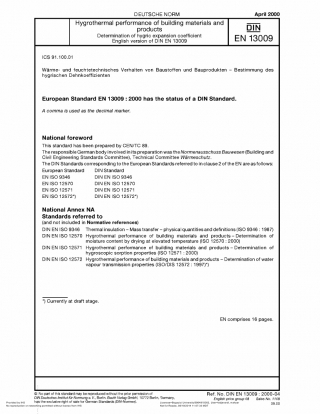 DEUTSCHE NORM
April 2000
Hygrothermal performance of building materials and
products
Determination of hygric expansion coefficient
English version of DIN EN 13009
DIN
EN 13009
ICS 91.100.01
Wärme- und feuchtetechnisches Verhalten von Baustoffen und Bauprodukten – Bestimmung des
hygrischen Dehnkoeffizienten
European Standard EN 13009 : 2000 has the status of a DIN Standard.
A comma is used as the decimal marker.
National foreword
This standard has been prepared by CEN/TC 89.
The responsible German body involved in its preparation was the Normenausschuss Bauwesen (Building and
Civil Engineering Standards Committee), Technical Committee Wärmeschutz.
The DIN Standards corresponding to the European Standards referred to in clause 2 of the EN are as follows:
European Standard DIN Standard
EN ISO 9346 DIN EN ISO 9346
EN ISO 12570 DIN EN ISO 12570
EN ISO 12571 DIN EN ISO 12571
EN ISO 12572*) DIN EN ISO 12572*)
National Annex NA
Standards referred to
(and not included in Normative references)
DIN EN ISO 9346 Thermal insulation – Mass transfer – physical quantities and definitions (ISO 9346 : 1987)
DIN EN ISO 12570 Hygrothermal performance of building materials and products – Determination of
moisture content by drying at elevated temperature (ISO 12570 : 2000)
DIN EN ISO 12571 Hygrothermal performance of building materials and products – Determination of
hygroscopic sorption properties (ISO 12571 : 2000)
DIN EN ISO 12572 Hygrothermal performance of building materials and products – Determination of water
vapour transmission properties (ISO/DIS 12572 : 1997)*)
*) Currently at draft stage.
EN comprises 16 pages.
© No part of this standard may be reproduced without the prior permission of
DIN Deutsches Institut für Normung e. V., Berlin. Beuth Verlag GmbH, 10772 Berlin, Germany,
has the exclusive right of sale for German Standards (DIN-Normen).
Ref. No. DIN EN 13009 : 2000-04
English price group 08 Sales No. 1108